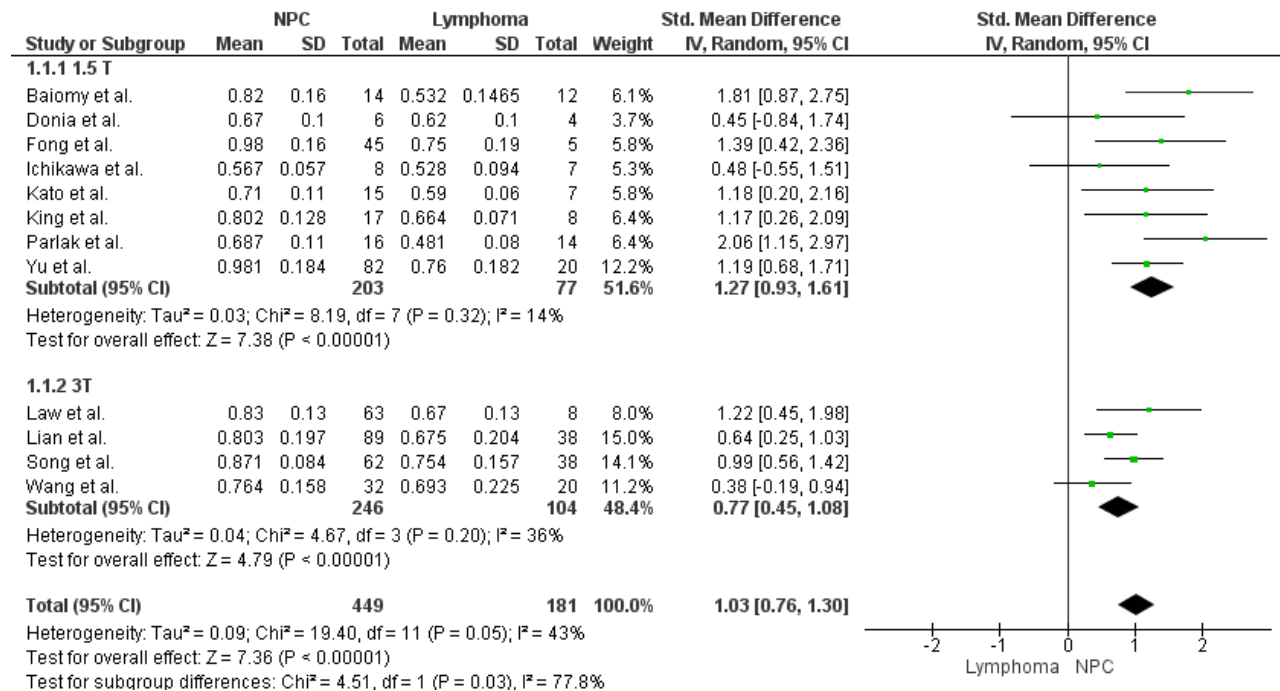 NPC Lymphoma Std. Mean Difference Std. Mean Difference
Study or Subgroup Mean SD Total Mean SD Total Weight IV, Random, 95% CI IV, Random, 95% CI
1.1.1 1.5 T
Baiomy et al. 0.82 0.16 14 0.532 0.1465 12 6.1% 1.81 [0.87, 2.75]
Donia et al. 0.67 0.1 6 0.62 0.1 4 3.7% 0.45 [-0.84, 1.74]
Fong et al. 0.98 0.16 45 0.75 0.19 5 5.8% 1.39 [0.42, 2.36]
Ichikawa et al. 0.567 0.057 8 0.528 0.094 7 5.3% 0.48 [-0.55, 1.51]
Kato et al. 0.71 0.11 15 0.59 0.06 7 5.8% 1.18 [0.20, 2.16]
King et al. 0.802 0.128 17 0.664 0.071 8 6.4% 1.17 [0.26, 2.09]
Parlak et al. 0.687 0.11 16 0.481 0.08 14 6.4% 2.06 [1.15, 2.97]
Yu et al. 0.981 0.184 82 0.76 0.182 20 12.2% 1.19 [0.68, 1.71]
Subtotal (95% CI) 203 77 51.6% 1.27 [0.93, 1.61]
Heterogeneity: Tau² = 0.03; Chi² = 8.19, df = 7 (P = 0.32); I² = 14%
Test for overall effect: Z = 7.38 (P < 0.00001)
1.1.2 3T
Law et al. 0.83 0.13 63 0.67 0.13 8 8.0% 1.22 [0.45, 1.98]
Lian et al. 0.803 0.197 89 0.675 0.204 38 15.0% 0.64 [0.25, 1.03]
Song et al. 0.871 0.084 62 0.754 0.157 38 14.1% 0.99 [0.56, 1.42]
Wang et al. 0.764 0.158 32 0.693 0.225 20 11.2% 0.38 [-0.19, 0.94]
Subtotal (95% CI) 246 104 48.4% 0.77 [0.45, 1.08]
Heterogeneity: Tau² = 0.04; Chi² = 4.67, df = 3 (P = 0.20); I² = 36%
Test for overall effect: Z = 4.79 (P < 0.00001)
Total (95% CI) 449 181 100.0% 1.03 [0.76, 1.30]
Heterogeneity: Tau² = 0.09; Chi² = 19.40, df = 11 (P = 0.05); I² = 43%
Test for overall effect: Z = 7.36 (P < 0.00001)
Test for subgroup differences: Chi² = 4.51, df = 1 (P = 0.03), I² = 77.8%
-2 -1 0 1 2
Lymphoma NPC